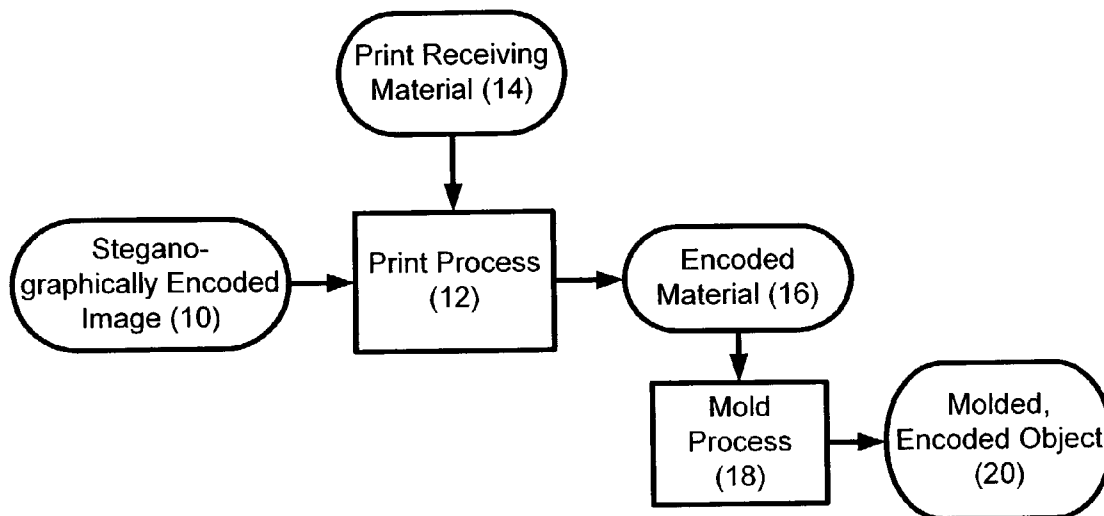 Print Receiving
Material (14)
Stegano-
graphically Encoded
Image (10)
Print Process
(12)
Encoded
Material (16)
Mold
Process
(18)
Molded,
Encoded Object
(20)